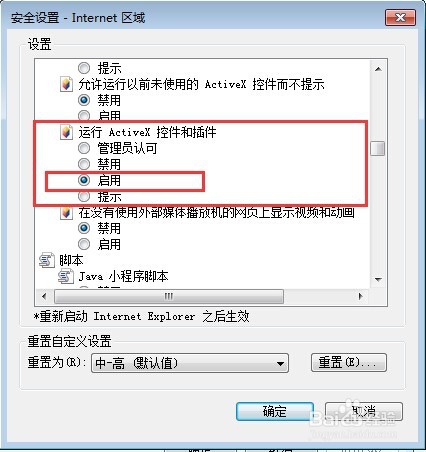 安全设置 - Internet 区域
设置
提示
允许运行以前未使用的 ActiveX 控件而不提示
禁用
启用
运行 ActiveX 控件和插件
管理员认可
禁用
启用
提示
在没有使用外部媒体播放机的网页上显示视频和动画
禁用
启用
脚本
Java 小程序脚本
*重新启动 Internet Explorer 之后生效
重置自定义设置
重置为(R):
中-高 (默认值)
重置(E)...
确定
取消